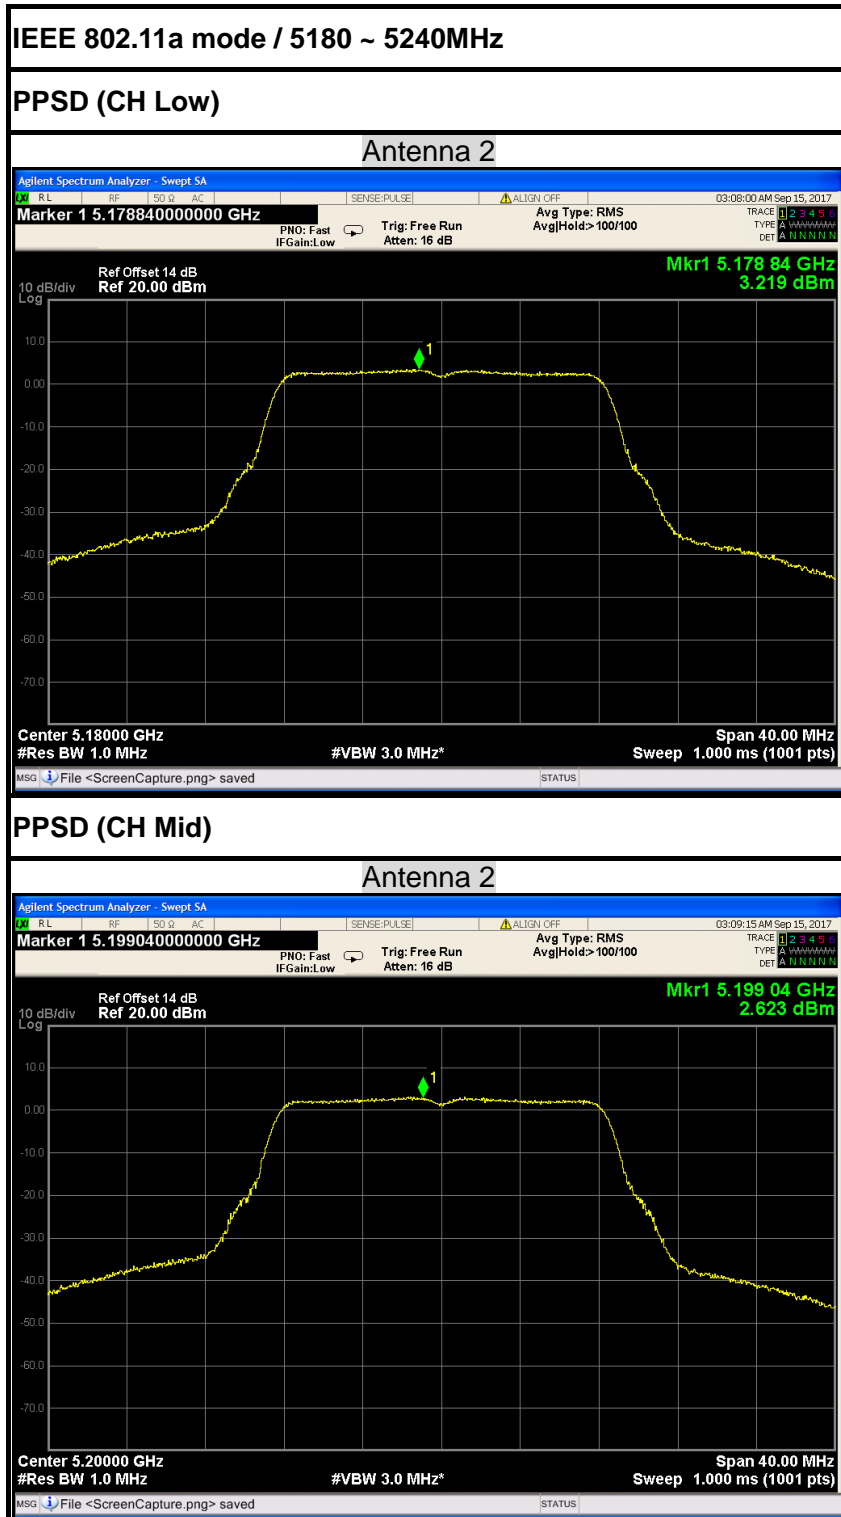 IEEE 802.11a mode / 5180 ~ 5240MHz
PPSD (CH Low)
Antenna 2
Agilent Spectrum Analyzer - Swept SA
LXI RL RF 50 Ω AC SENSE:PULSE ALIGN OFF 03:08:00 AM Sep 15, 2017
Marker 1 5.178840000000 GHz Avg Type: RMS TRACE 1 2 3 4 5 6
PNO: Fast Trig: Free Run Avg|Hold:>100/100 TYPE A WWWWW
IFGain:Low Atten: 16 dB DET A N N N N N
Mkr1 5.178 84 GHz
3.219 dBm
Ref Offset 14 dB
10 dB/div Ref 20.00 dBm
Log
1
10.0
0.00
-10.0
-20.0
-30.0
-40.0
-50.0
-60.0
-70.0
Center 5.18000 GHz Span 40.00 MHz
#Res BW 1.0 MHz #VBW 3.0 MHz* Sweep 1.000 ms (1001 pts)
MSG File <ScreenCapture.png> saved STATUS
PPSD (CH Mid)
Antenna 2
Agilent Spectrum Analyzer - Swept SA
LXI RL RF 50 Ω AC SENSE:PULSE ALIGN OFF 03:09:15 AM Sep 15, 2017
Marker 1 5.199040000000 GHz Avg Type: RMS TRACE 1 2 3 4 5 6
PNO: Fast Trig: Free Run Avg|Hold:>100/100 TYPE A WWWWW
IFGain:Low Atten: 16 dB DET A N N N N N
Mkr1 5.199 04 GHz
2.623 dBm
Ref Offset 14 dB
10 dB/div Ref 20.00 dBm
Log
1
10.0
0.00
-10.0
-20.0
-30.0
-40.0
-50.0
-60.0
-70.0
Center 5.20000 GHz Span 40.00 MHz
#Res BW 1.0 MHz #VBW 3.0 MHz* Sweep 1.000 ms (1001 pts)
MSG File <ScreenCapture.png> saved STATUS